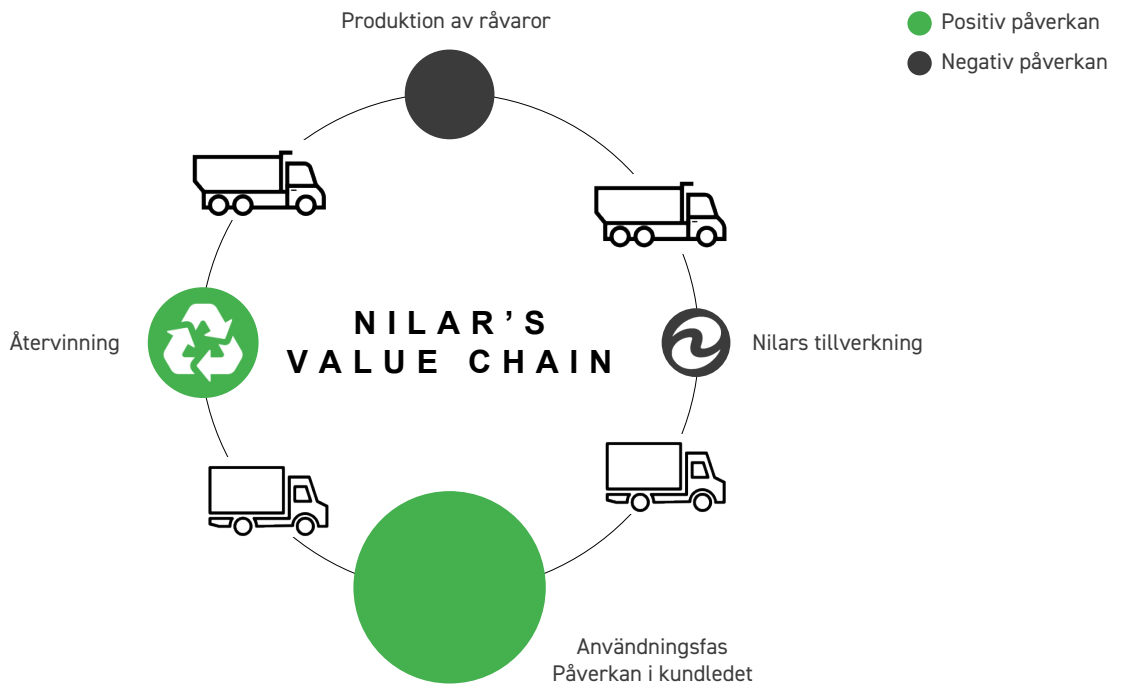 Produktion av råvaror
Positiv påverkan
Negativ påverkan
Återvinning
NILAR’S
VALUE CHAIN
Nilars tillverkning
Användningsfas
Påverkan i kundledet